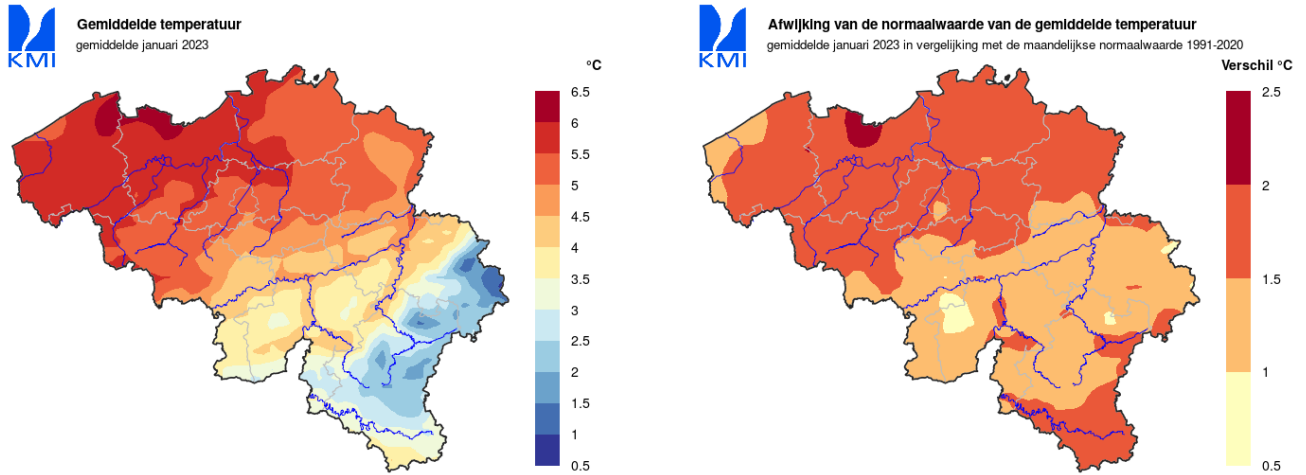 KMI
Gemiddelde temperatuur
gemiddelde januari 2023
°C
6.5
6
5.5
5
4.5
4
3.5
3
2.5
2
1.5
1
0.5
KMI
Afwijking van de normaalwaarde van de gemiddelde temperatuur
gemiddelde januari 2023 in vergelijking met de maandelijkse normaalwaarde 1991-2020
Verschil °C
2.5
2
1.5
1
0.5